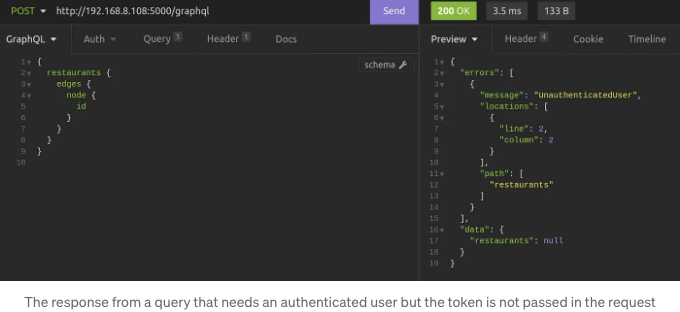 POST http://192.168.8.108:5000/graphql Send 200 OK 3.5 ms 133 B
GraphQL Auth Query 1 Header 1 Docs
schema
1 {
2 restaurants {
3 edges {
4 node {
5 id
6 }
7 }
8 }
9 }
10
Preview Header 4 Cookie Timeline
1 {
2 "errors": [
3 {
4 "message": "UnauthenticatedUser",
5 "locations": [
6 {
7 "line": 2,
8 "column": 2
9 }
10 ],
11 "path": [
12 "restaurants"
13 ]
14 }
15 ],
16 "data": {
17 "restaurants": null
18 }
19 }
The response from a query that needs an authenticated user but the token is not passed in the request